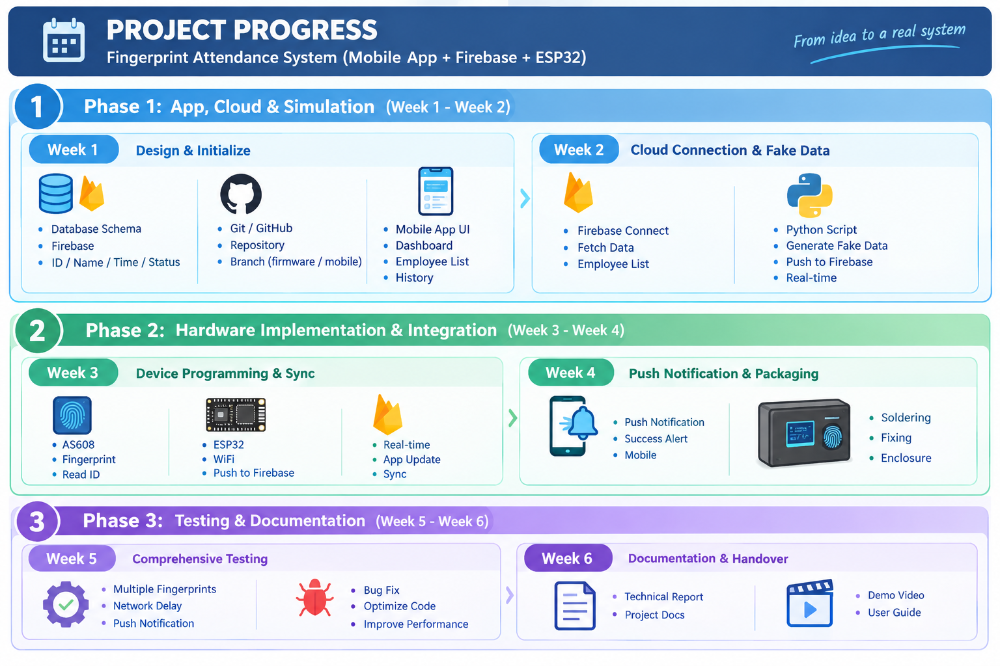 PROJECT PROGRESS
Fingerprint Attendance System (Mobile App + Firebase + ESP32)
From idea to a real system
1
Phase 1: App, Cloud & Simulation (Week 1 - Week 2)
Week 1
Design & Initialize
• Database Schema
• Firebase
• ID / Name / Time / Status
• Git / GitHub
• Repository
• Branch (firmware / mobile)
• Mobile App UI
• Dashboard
• Employee List
• History
Week 2
Cloud Connection & Fake Data
• Firebase Connect
• Fetch Data
• Employee List
• Python Script
• Generate Fake Data
• Push to Firebase
• Real-time
2
Phase 2: Hardware Implementation & Integration (Week 3 - Week 4)
Week 3
Device Programming & Sync
• AS608
• Fingerprint
• Read ID
• ESP32
• WiFi
• Push to Firebase
• Real-time
• App Update
• Sync
Week 4
Push Notification & Packaging
• Push Notification
• Success Alert
• Mobile
• Soldering
• Fixing
• Enclosure
3
Phase 3: Testing & Documentation (Week 5 - Week 6)
Week 5
Comprehensive Testing
• Multiple Fingerprints
• Network Delay
• Push Notification
• Bug Fix
• Optimize Code
• Improve Performance
Week 6
Documentation & Handover
• Technical Report
• Project Docs
• Demo Video
• User Guide